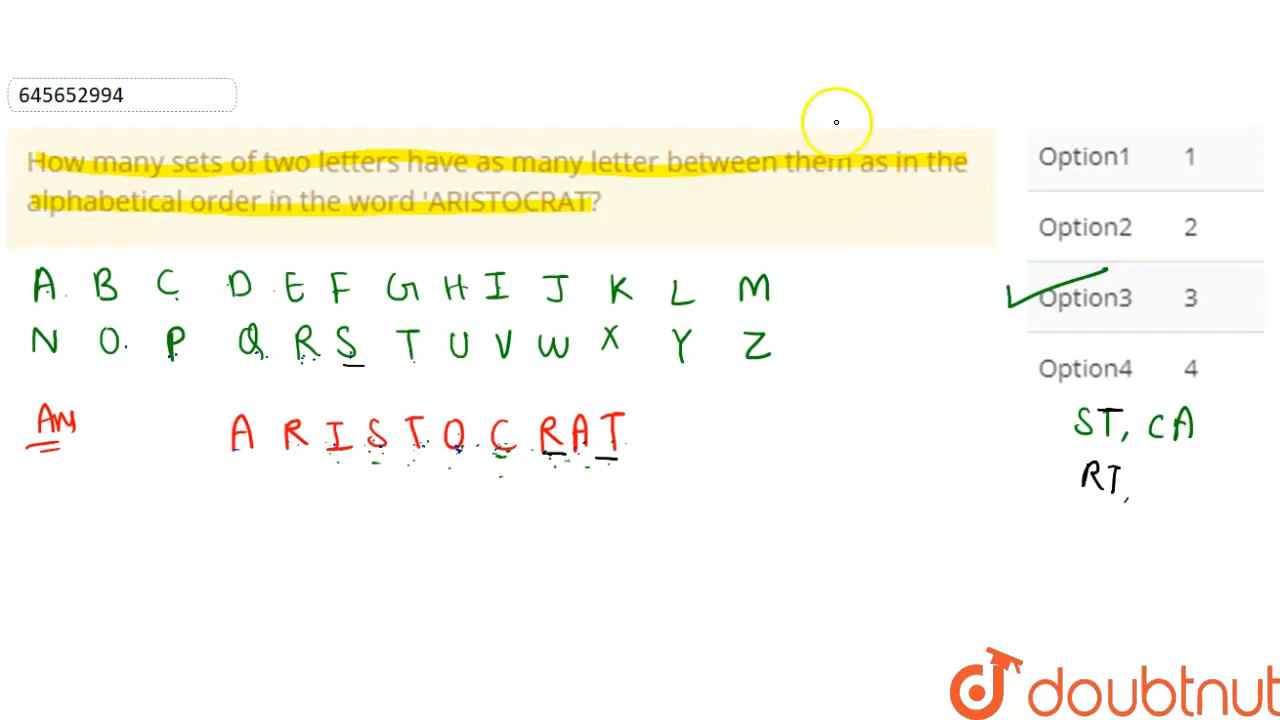 645652994
How many sets of two letters have as many letter between them as in the
alphabetical order in the word 'ARISTOCRAT?
Option1 1
Option2 2
Option3 3
Option4 4
A B C D E F G H I J K L M
N O P Q R S T U V W X Y Z
Ans A R I S T O C R A T
ST, CA
RT,
doubtnut